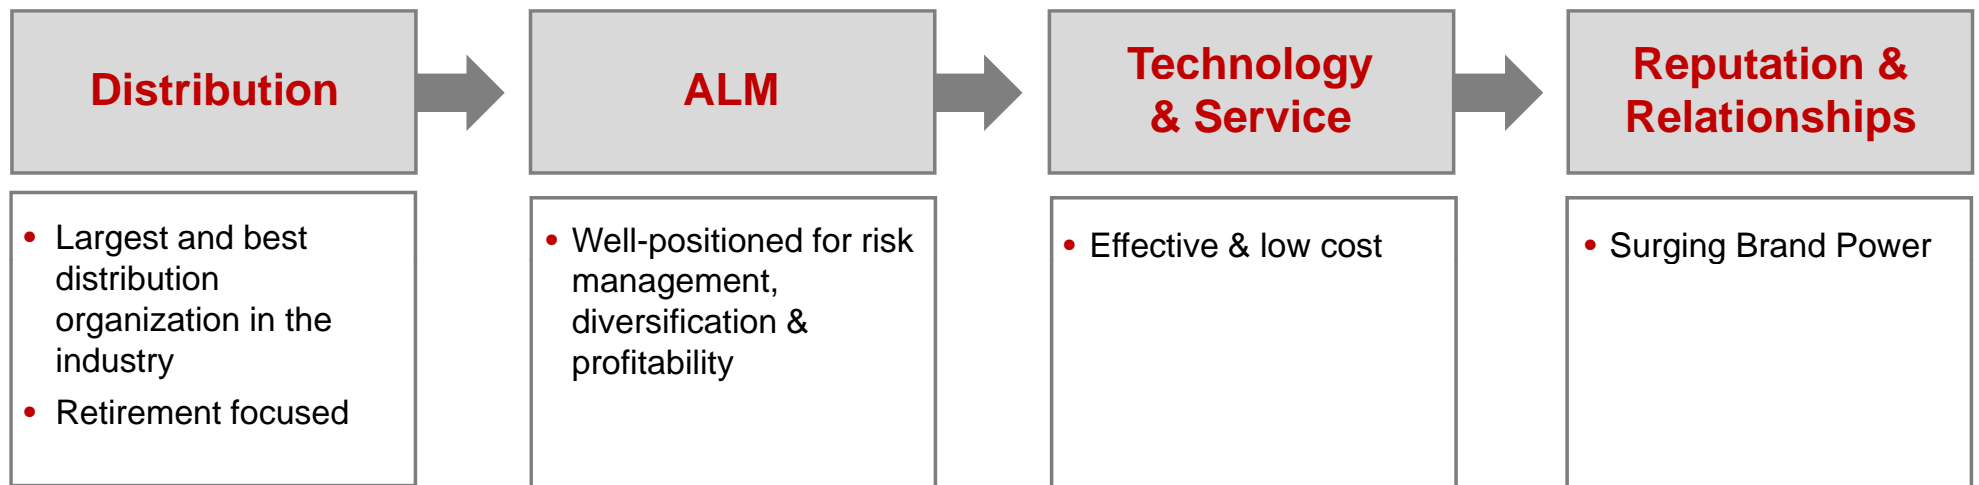 Distribution
ALM
Technology
& Service
Reputation &
Relationships
• Largest and best
distribution
organization in the
industry
• Retirement focused
• Well-positioned for risk
management,
diversification &
profitability
• Effective & low cost
• Surging Brand Power